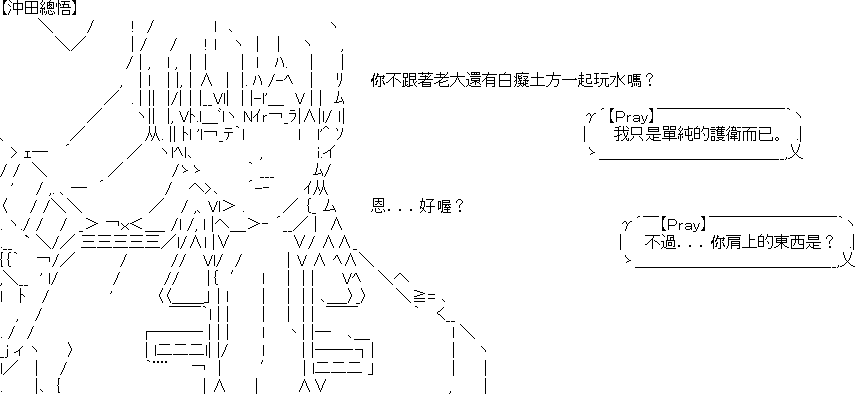 【沖田總悟】
你不跟著老大還有白癡土方一起玩水嗎？
【Pray】
我只是單純的護衛而已。
恩...好喔？
【Pray】
不過...你肩上的東西是？